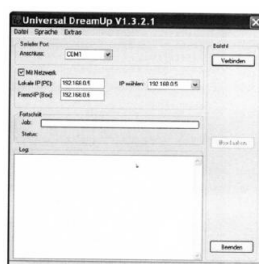 Universal DreamUp V1.3.2.1
Datei Sprache Extras
Serieller Port
Anschluss: COM1
Mit Netzwerk
Lokale IP (PC): 192.168.0.5 IP wählen: 192.168.0.5
Fremd-IP (Box): 192.168.0.6
Fortschritt
Job:
Status:
Log:
Verbinden
Beenden